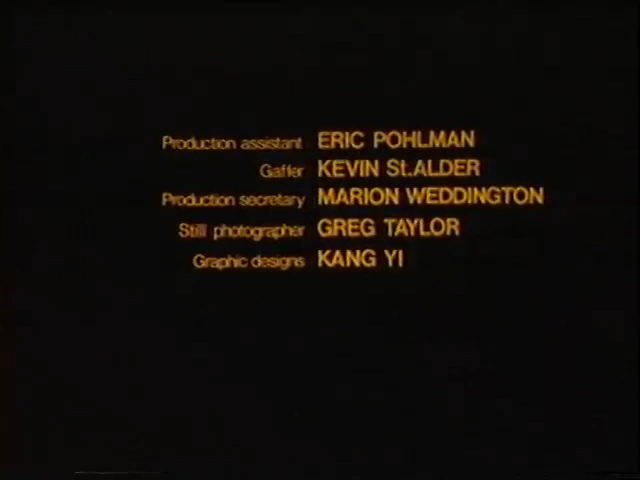 Production assistant ERIC POHLMAN
Gaffer KEVIN St.ALDER
Production secretary MARION WEDDINGTON
Still photographer GREG TAYLOR
Graphic designs KANG YI